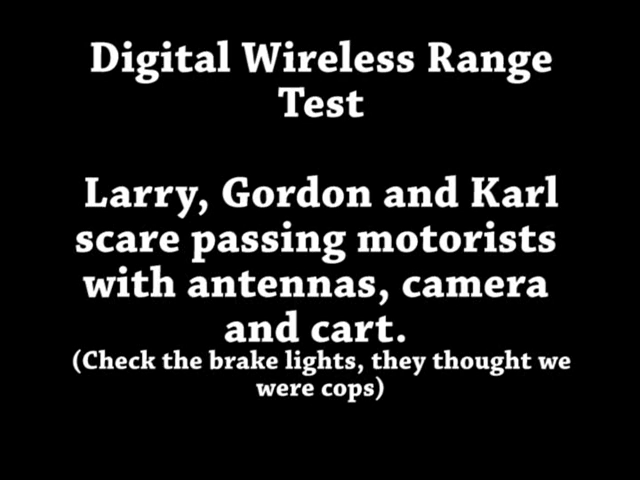 Digital Wireless Range
Test
Larry, Gordon and Karl
scare passing motorists
with antennas, camera
and cart.
(Check the brake lights, they thought we
were cops)